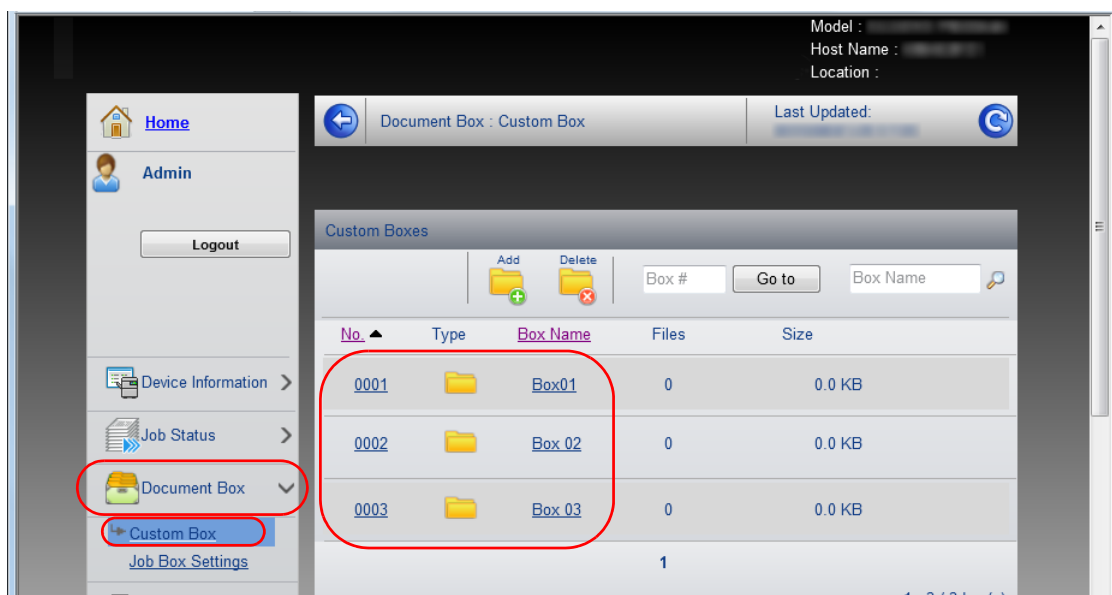 Model :
Host Name :
Location :
Home
Admin
Logout
Device Information
Job Status
Document Box
Custom Box
Job Box Settings
Document Box : Custom Box
Last Updated:
Custom Boxes
Add Delete
Box # Go to Box Name
No. Type Box Name Files Size
0001 Box01 0 0.0 KB
0002 Box 02 0 0.0 KB
0003 Box 03 0 0.0 KB
1